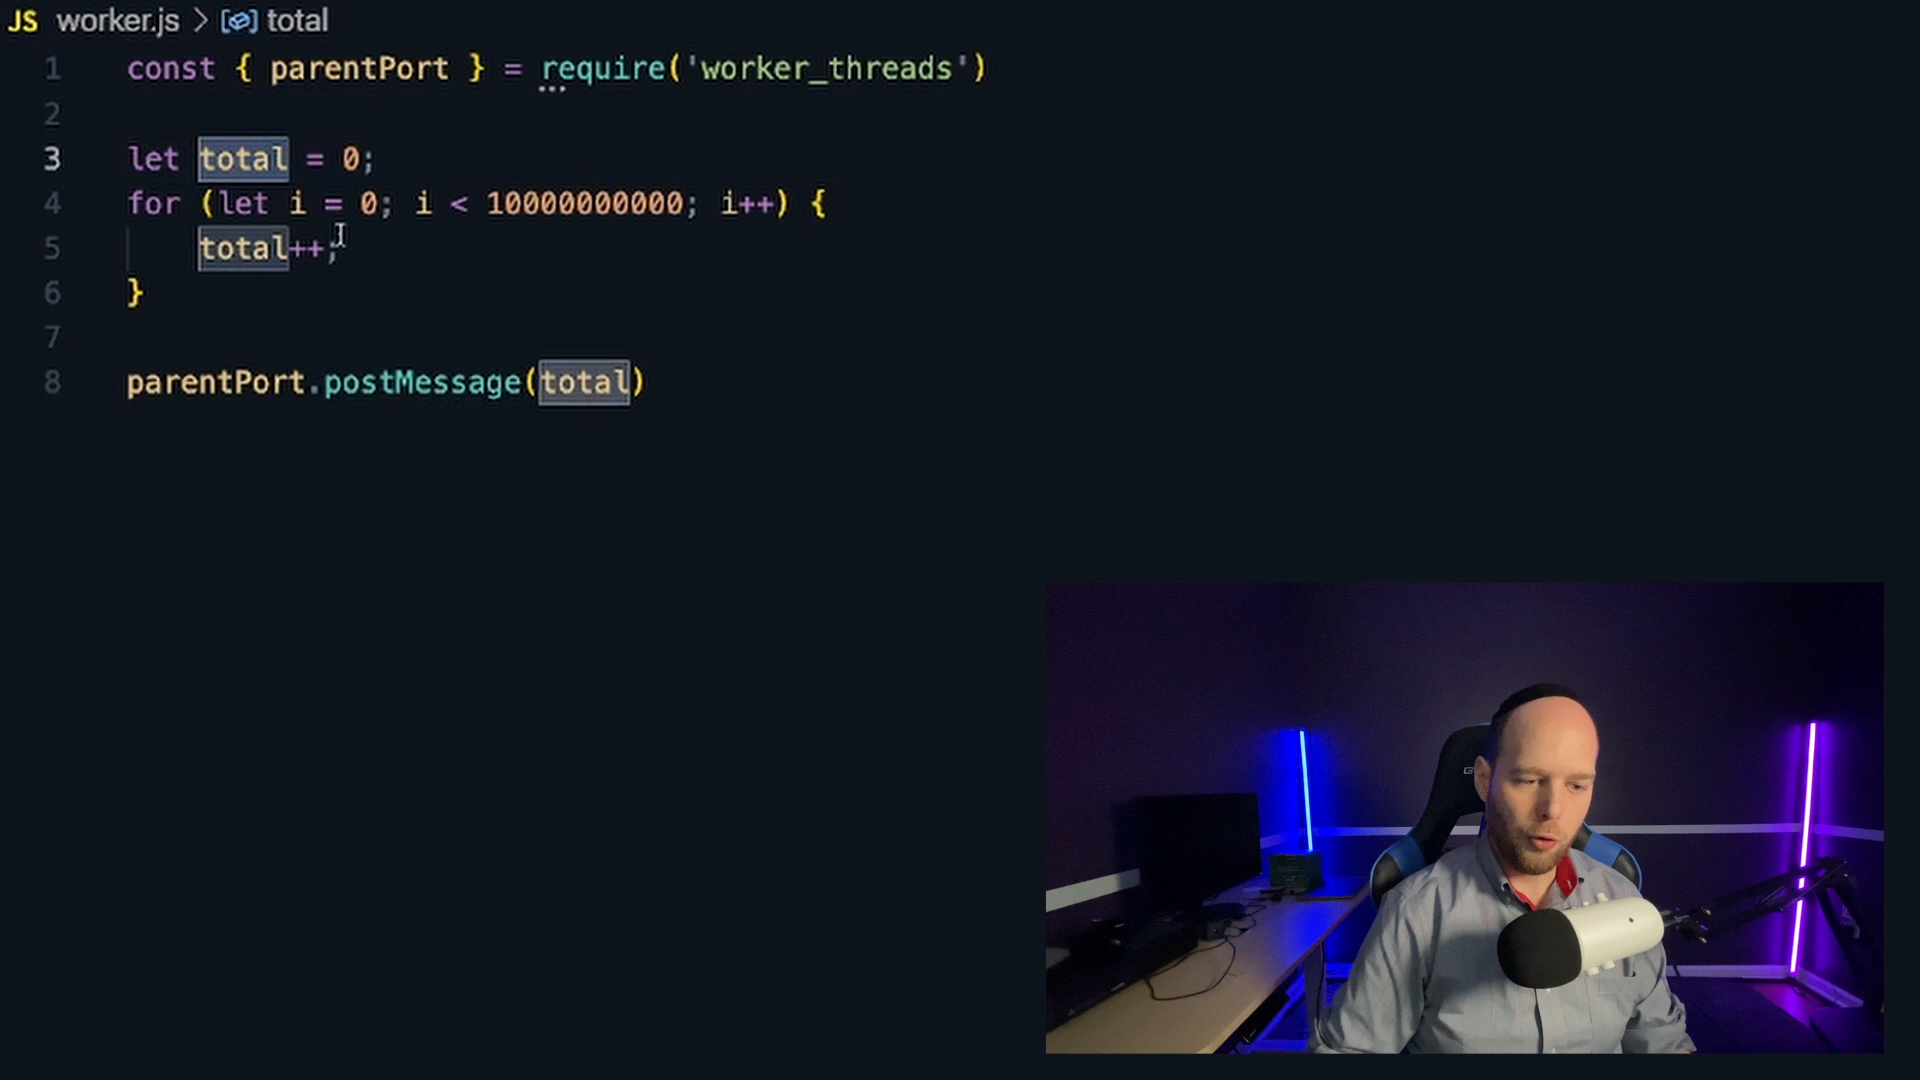 JS worker.js > total
1 const { parentPort } = require('worker_threads')
2
3 let total = 0;
4 for (let i = 0; i < 10000000000; i++) {
5 total++;
6 }
7
8 parentPort.postMessage(total)